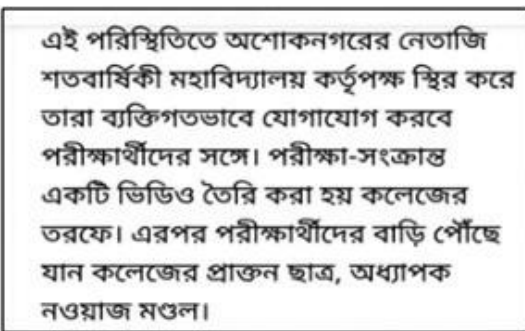 এই পরিস্থিতিতে অশোকনগরের নেতাজি
শতবার্ষিকী মহাবিদ্যালয় কর্তৃপক্ষ স্থির করে
তারা ব্যক্তিগতভাবে যোগাযোগ করবে
পরীক্ষার্থীদের সঙ্গে। পরীক্ষা-সংক্রান্ত
একটি ভিডিও তৈরি করা হয় কলেজের
তরফে। এরপর পরীক্ষার্থীদের বাড়ি পৌঁছে
যান কলেজের প্রাক্তন ছাত্র, অধ্যাপক
নওয়াজ মণ্ডল।